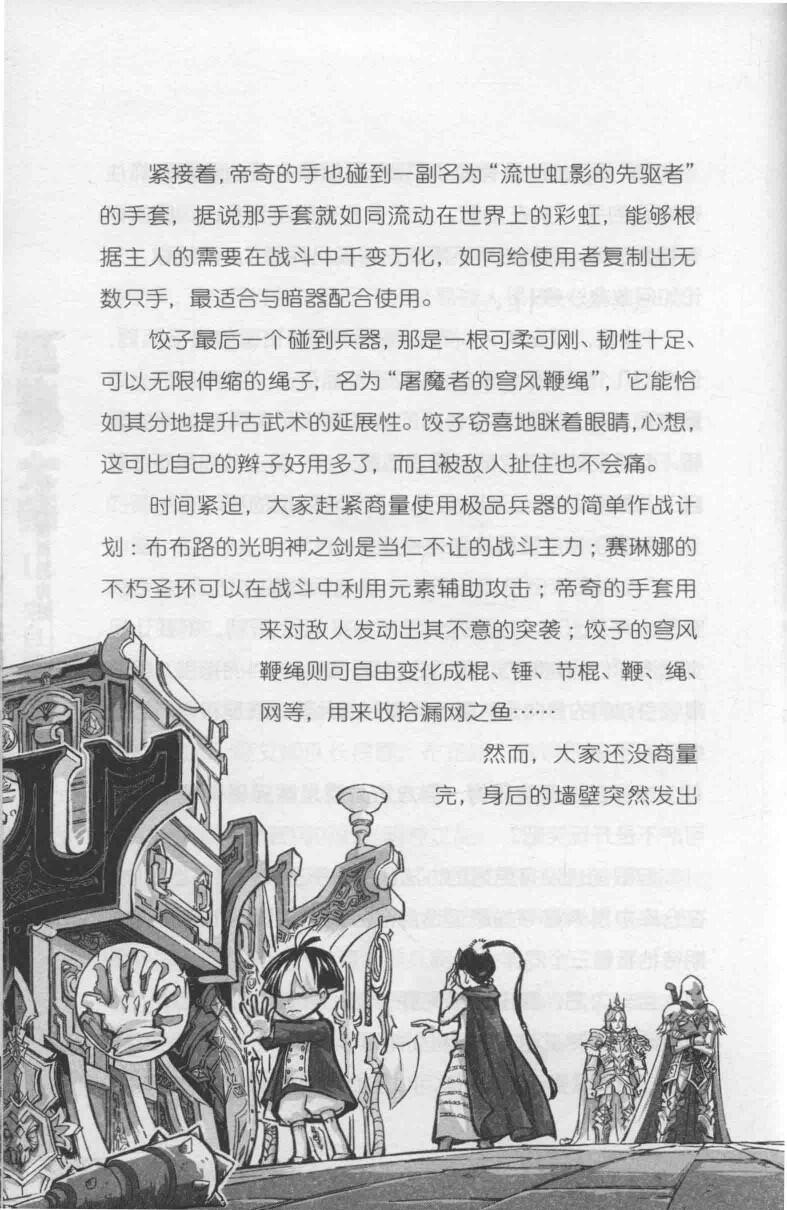 紧接着，帝奇的手也碰到一副名为“流世虹影的先驱者”
的手套，据说那手套就如同流动在世界上的彩虹，能够根
据主人的需要在战斗中千变万化，如同给使用者复制出无
数只手，最适合与暗器配合使用。
饺子最后一个碰到兵器，那是一根可柔可刚、韧性十足、
可以无限伸缩的绳子，名为“屠魔者的穹风鞭绳”，它能恰
如其分地提升古武术的延展性。饺子窃喜地眯着眼睛，心想，
这可比自己的辫子好用多了，而且被敌人扯住也不会痛。
时间紧迫，大家赶紧商量使用极品兵器的简单作战计
划：布布路的光明神之剑是当仁不让的战斗主力；赛琳娜的
不朽圣环可以在战斗中利用元素辅助攻击；帝奇的手套用
来对敌人发动出其不意的突袭；饺子的穹风
鞭绳则可自由变化成棍、锤、节棍、鞭、绳、
网等，用来收拾漏网之鱼……
然而，大家还没商量
完，身后的墙壁突然发出